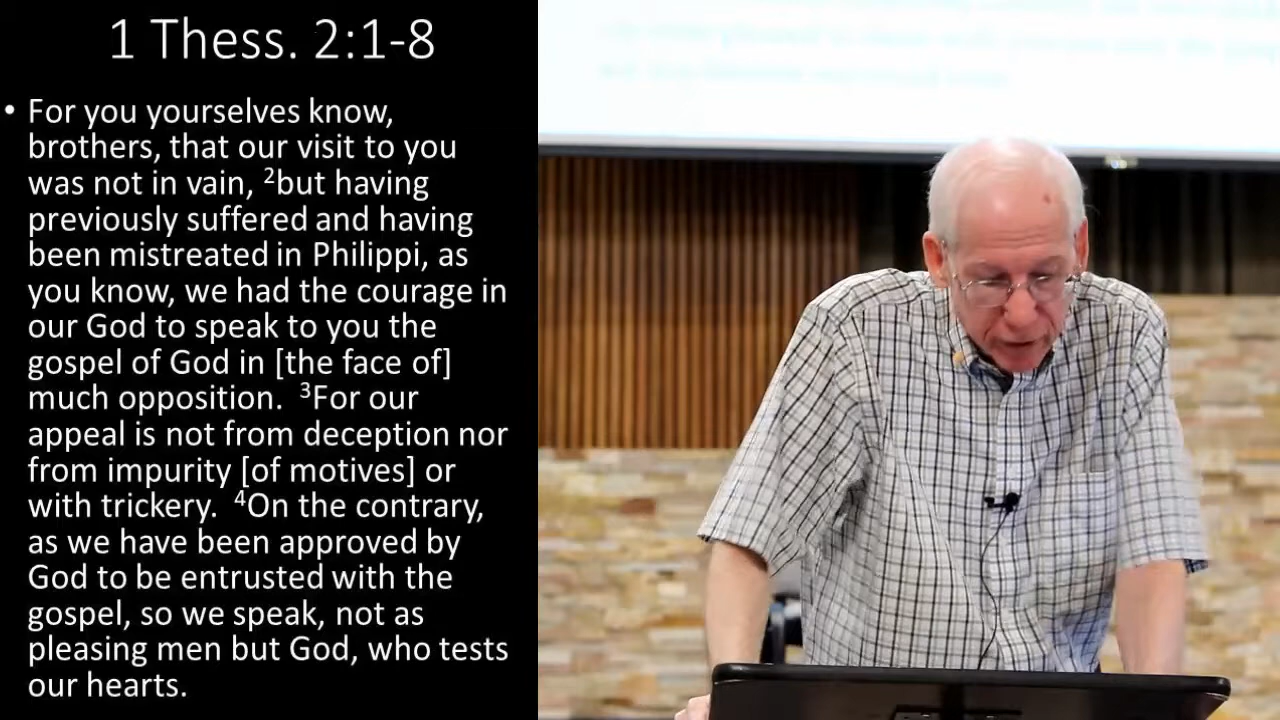 1 Thess. 2:1-8
• For you yourselves know,
brothers, that our visit to you
was not in vain, ²but having
previously suffered and having
been mistreated in Philippi, as
you know, we had the courage in
our God to speak to you the
gospel of God in [the face of]
much opposition. ³For our
appeal is not from deception nor
from impurity [of motives] or
with trickery. ⁴On the contrary,
as we have been approved by
God to be entrusted with the
gospel, so we speak, not as
pleasing men but God, who tests
our hearts.